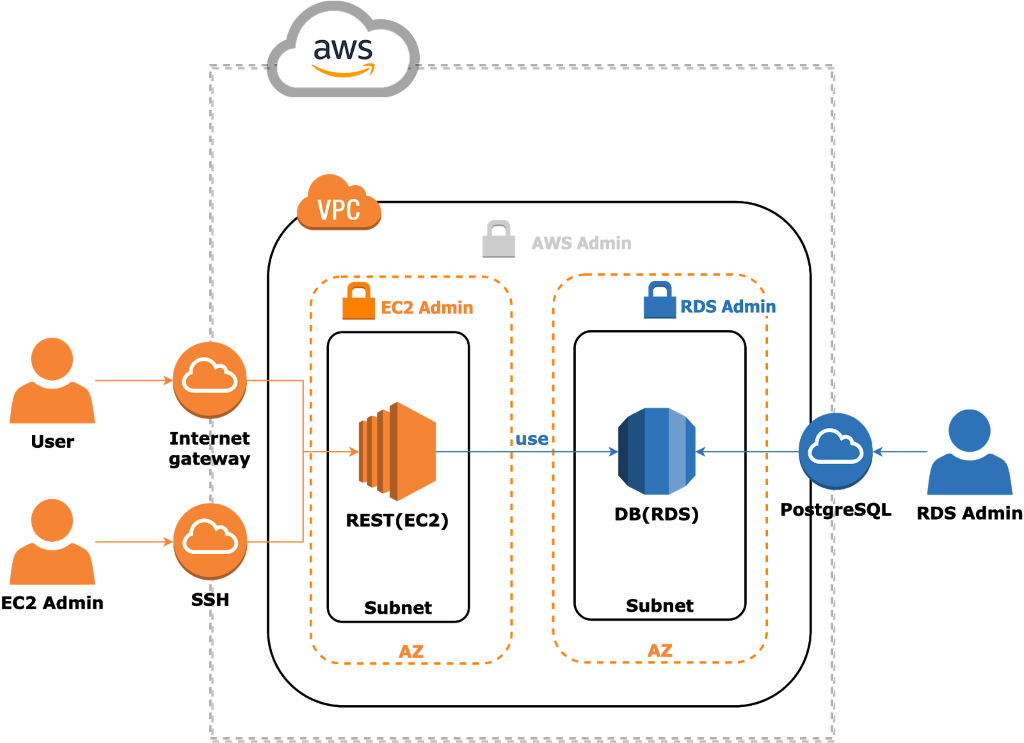 aws
VPC
AWS Admin
EC2 Admin
RDS Admin
User
Internet
gateway
use
REST(EC2)
DB(RDS)
PostgreSQL
RDS Admin
EC2 Admin
SSH
Subnet
Subnet
AZ
AZ